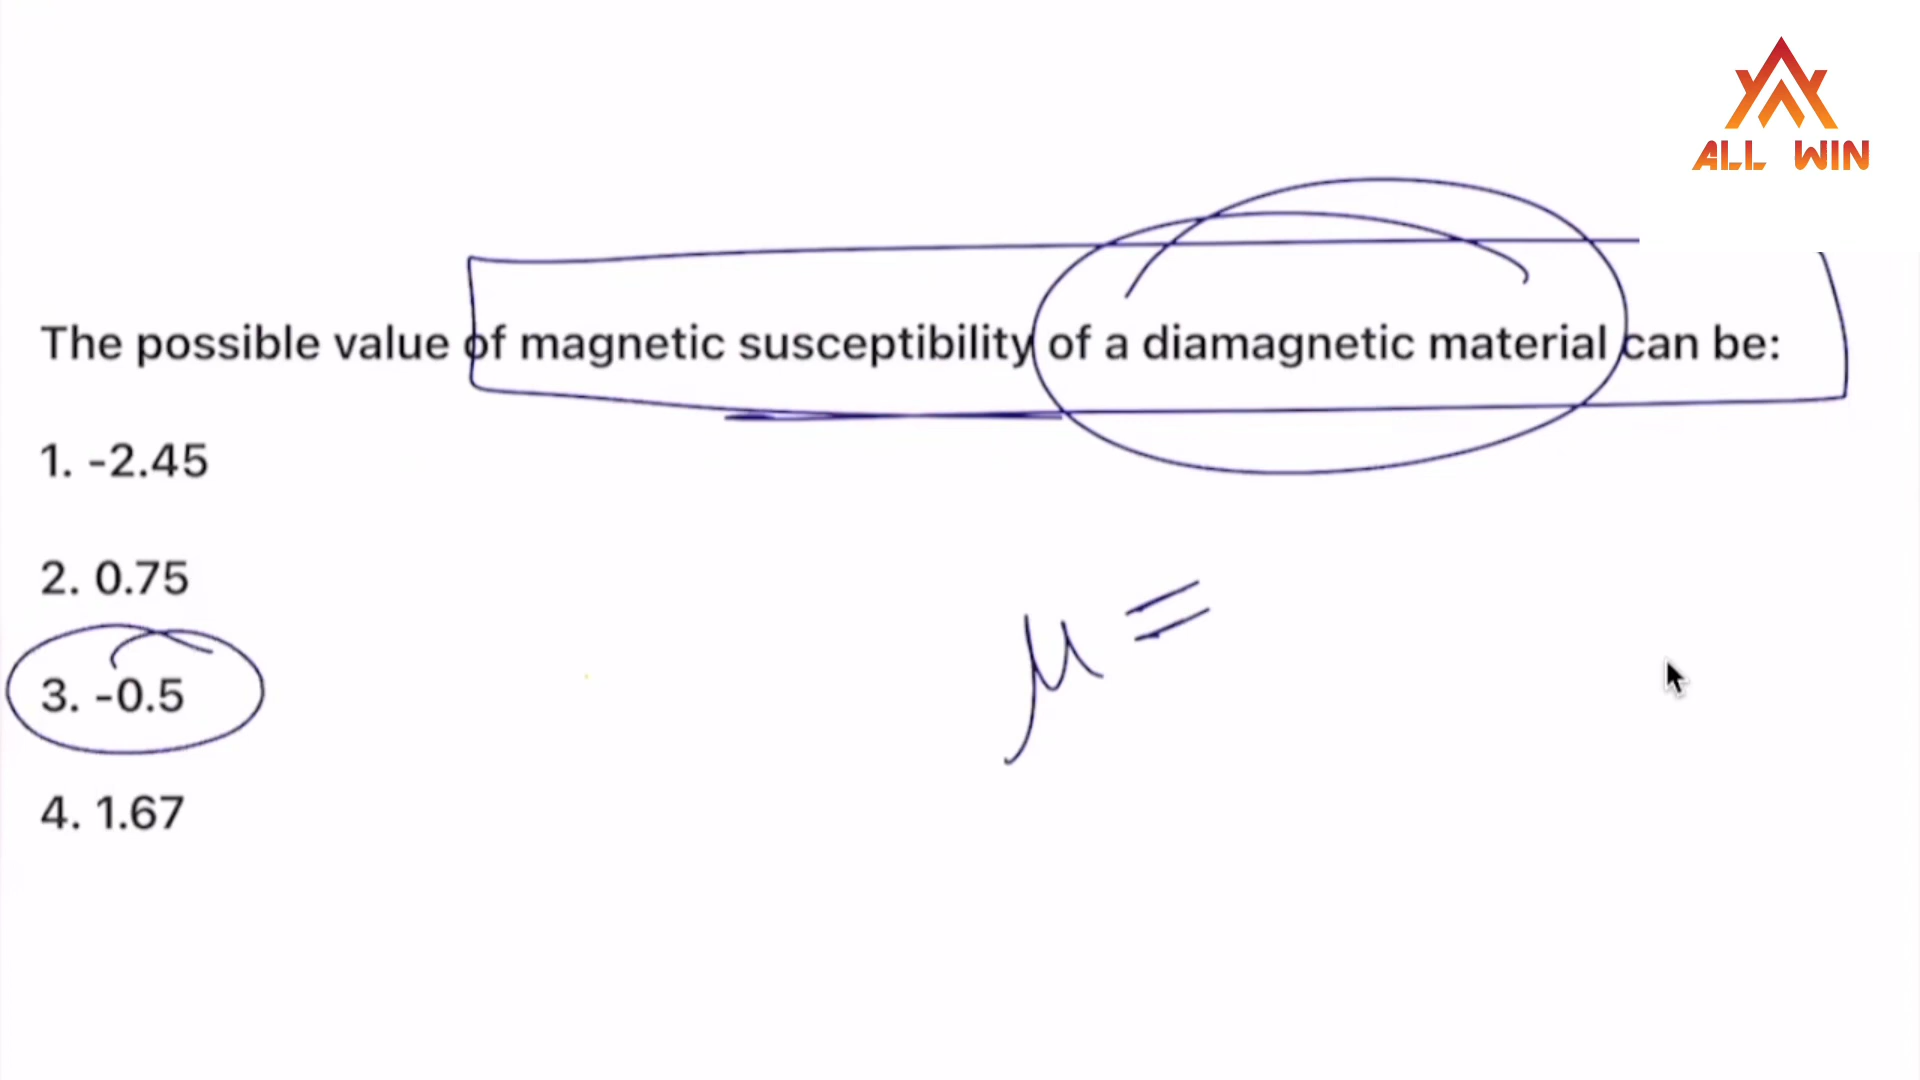 ALL WIN
The possible value of magnetic susceptibility of a diamagnetic material can be:
1. -2.45
2. 0.75
3. -0.5
4. 1.67
μ =